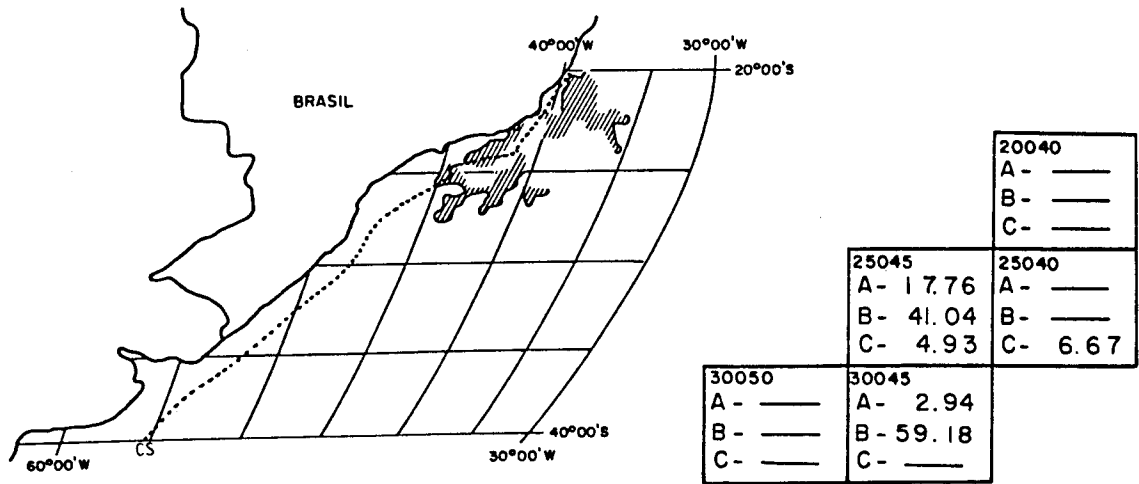 40°00'W
30°00'W
20°00'S
BRASIL
CS
60°00'W
40°00'S
30°00'W
20040
A- ——
B- ——
C- ——
25045
A- 17.76
B- 41.04
C- 4.93
25040
A- ——
B- ——
C- 6.67
30050
A- ——
B- ——
C- ——
30045
A- 2.94
B- 59.18
C- ——